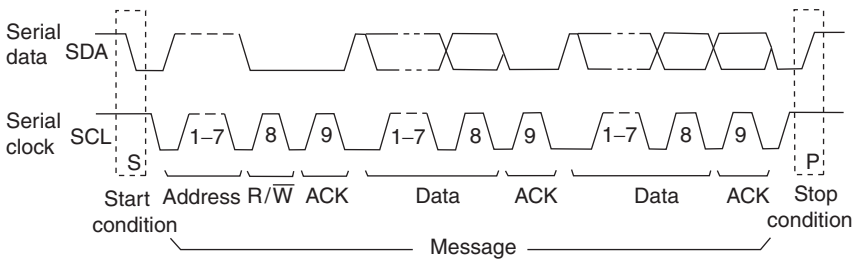 Serial data SDA
Serial clock SCL
1–7 8 9 1–7 8 9 1–7 8 9
S P
Start condition Address R/W̅ ACK Data ACK Data ACK Stop condition
Message